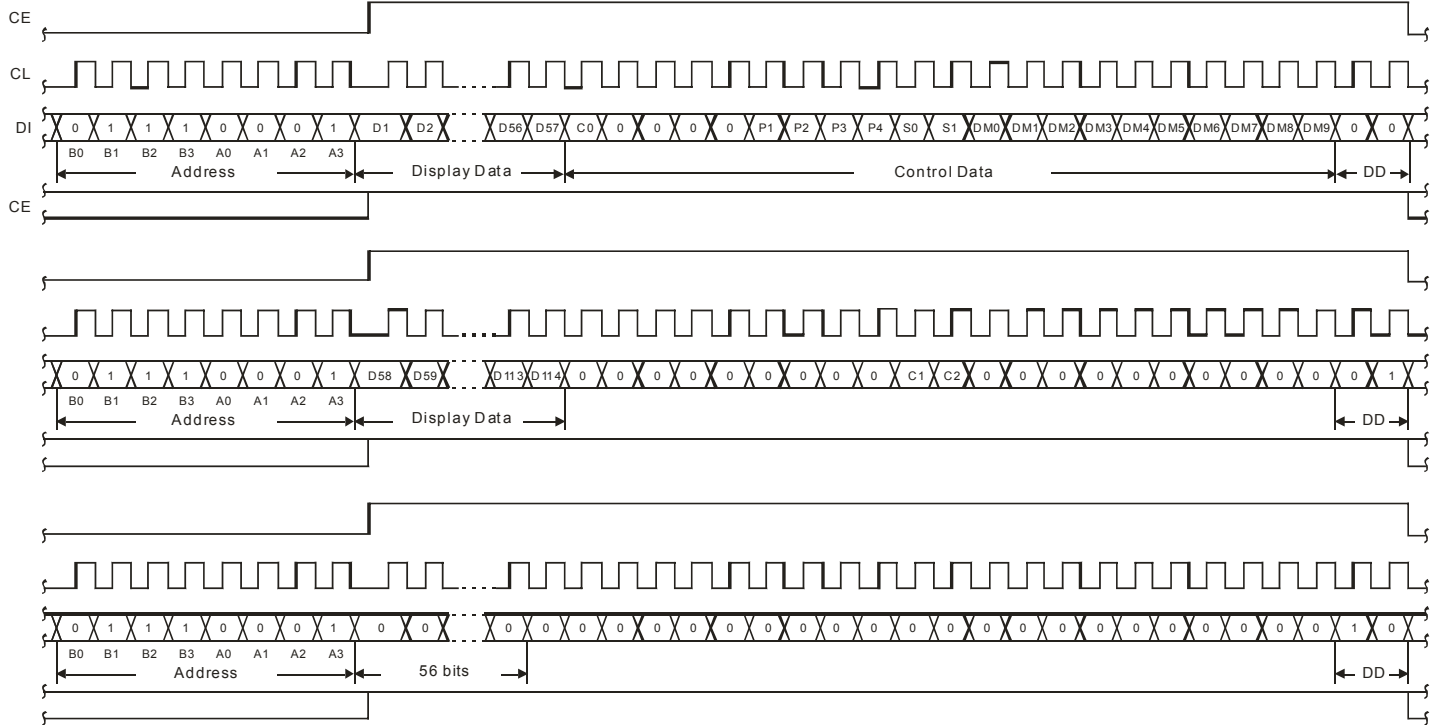 CE
CL
DI 0 1 1 1 0 0 0 1 D1 D2 D56 D57 C0 0 0 0 0 P1 P2 P3 P4 S0 S1 DM0 DM1 DM2 DM3 DM4 DM5 DM6 DM7 DM8 DM9 0 0
B0 B1 B2 B3 A0 A1 A2 A3
Address Display Data Control Data DD
CE
0 1 1 1 0 0 0 1 D58 D59 D113 D114 0 0 0 0 0 0 0 0 0 C1 C2 0 0 0 0 0 0 0 0 0 0 0 1
B0 B1 B2 B3 A0 A1 A2 A3
Address Display Data DD
0 1 1 1 0 0 0 1 0 0 0 0 0 0 0 0 0 0 0 0 0 0 0 0 0 0 0 0 0 0 0 0 0 1 0
B0 B1 B2 B3 A0 A1 A2 A3
Address 56 bits DD